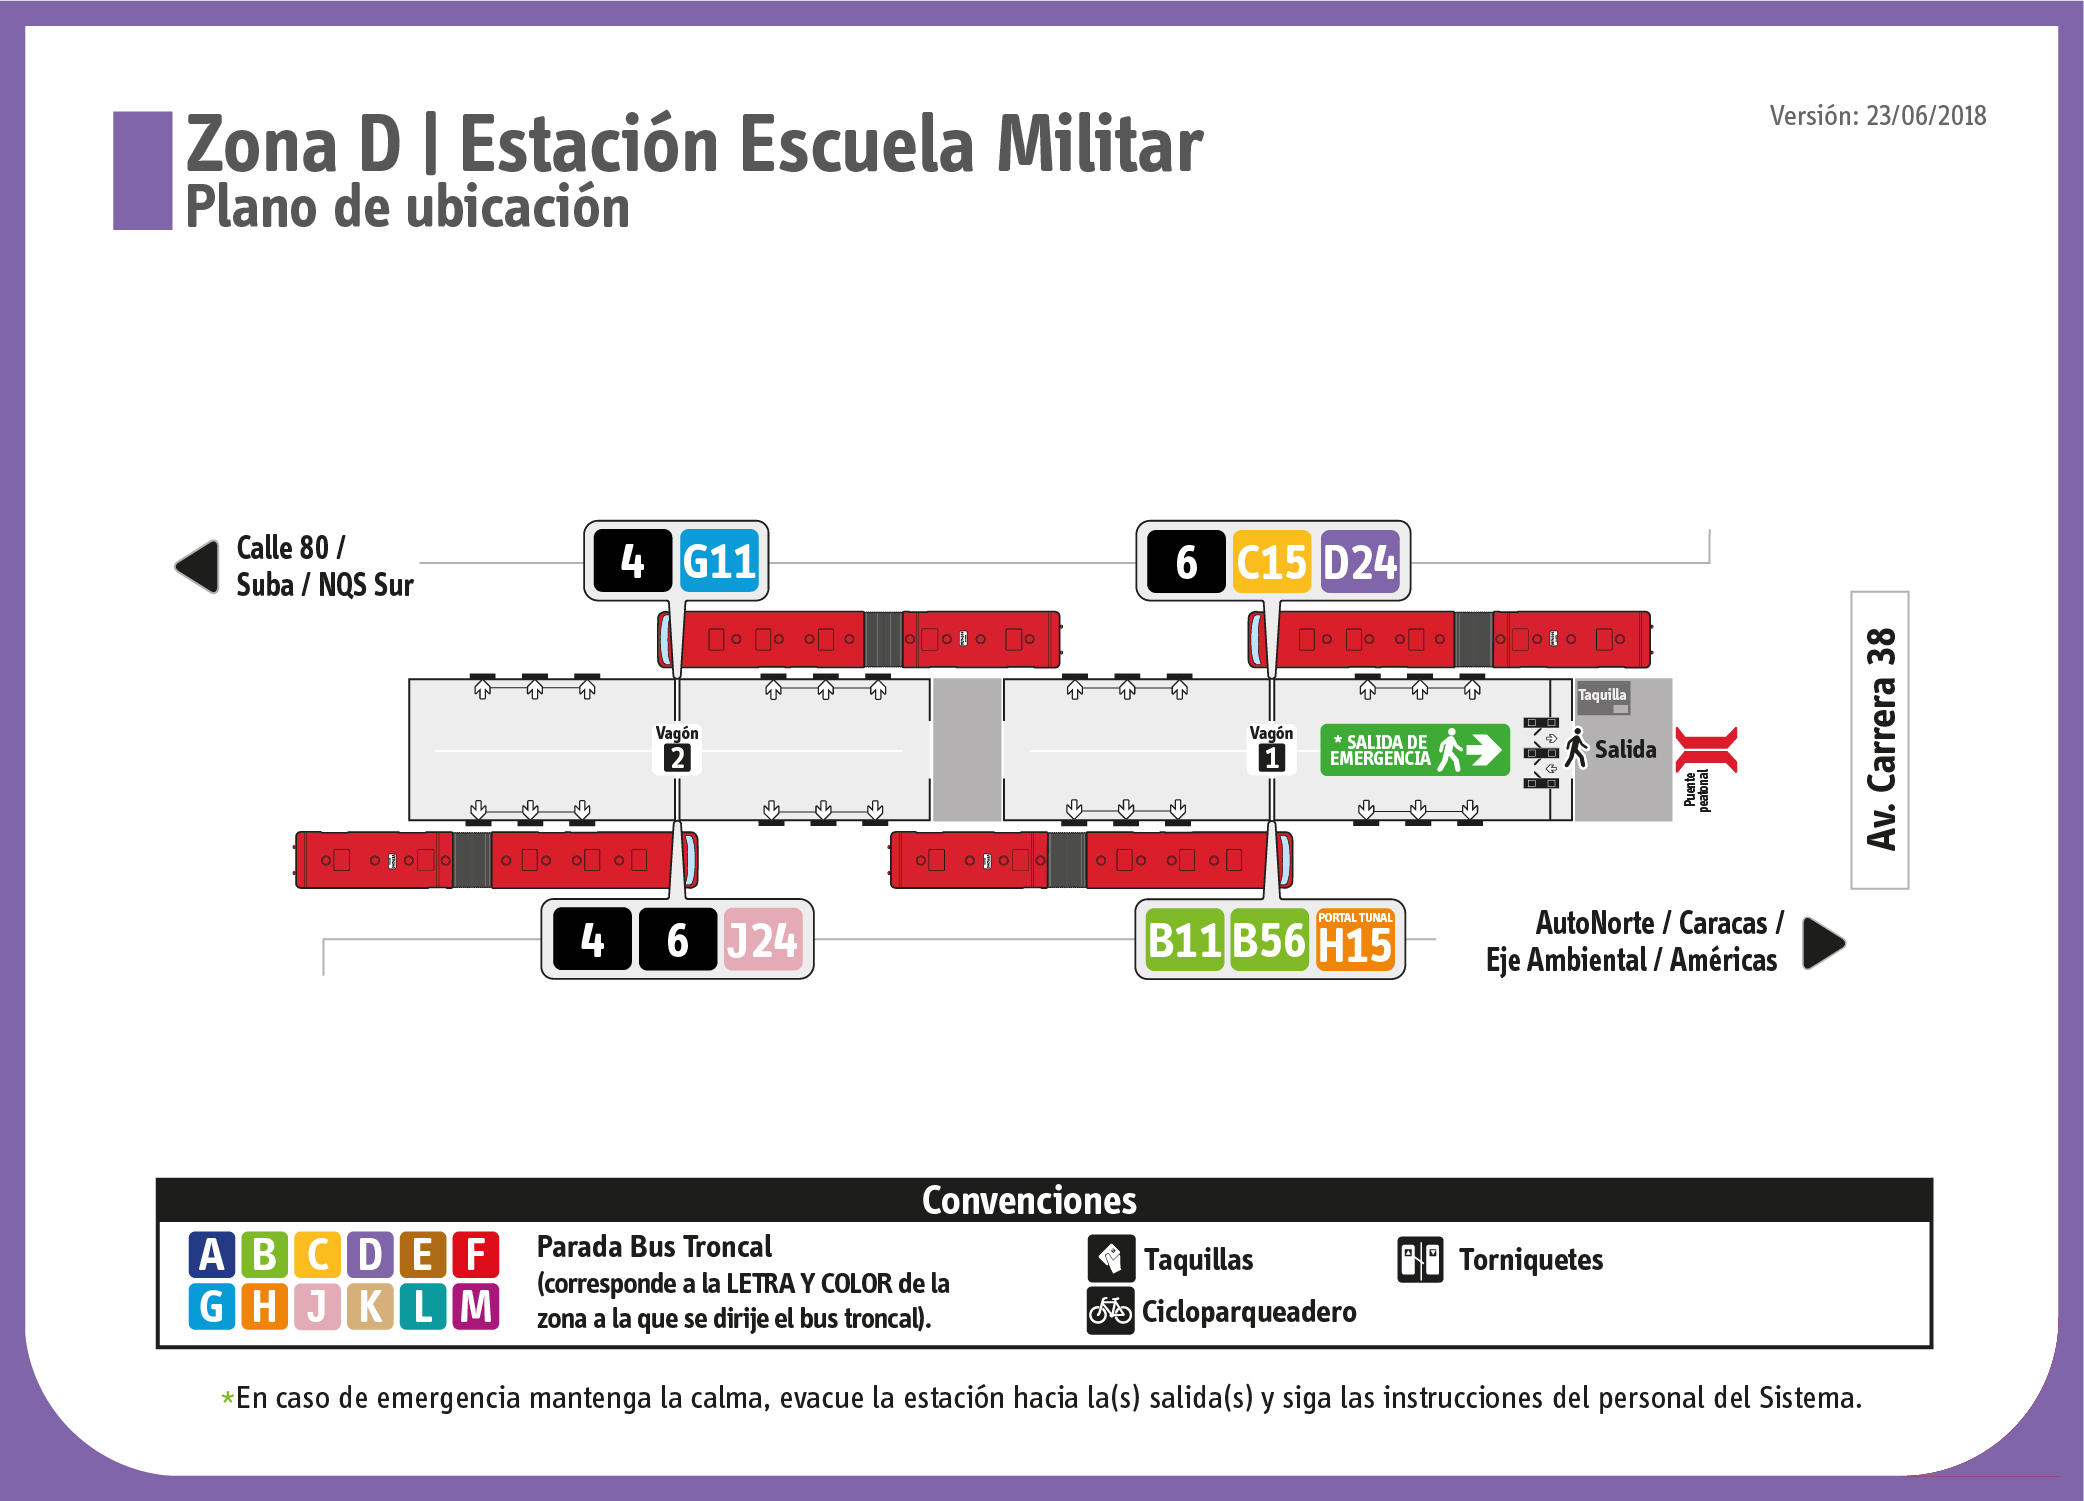 Zona D | Estación Escuela Militar
Plano de ubicación
Versión: 23/06/2018
Calle 80 /
Suba / NQS Sur
4 G11
6 C15 D24
Vagón
2
Vagón
1
* SALIDA DE
EMERGENCIA
Taquilla
Salida
Puente
peatonal
Av. Carrera 38
4 6 J24
B11 B56 PORTAL TUNAL
H15
AutoNorte / Caracas /
Eje Ambiental / Américas
Convenciones
A B C D E F
G H J K L M
Parada Bus Troncal
(corresponde a la LETRA Y COLOR de la
zona a la que se dirije el bus troncal).
Taquillas
Cicloparqueadero
Torniquetes
*En caso de emergencia mantenga la calma, evacue la estación hacia la(s) salida(s) y siga las instrucciones del personal del Sistema.